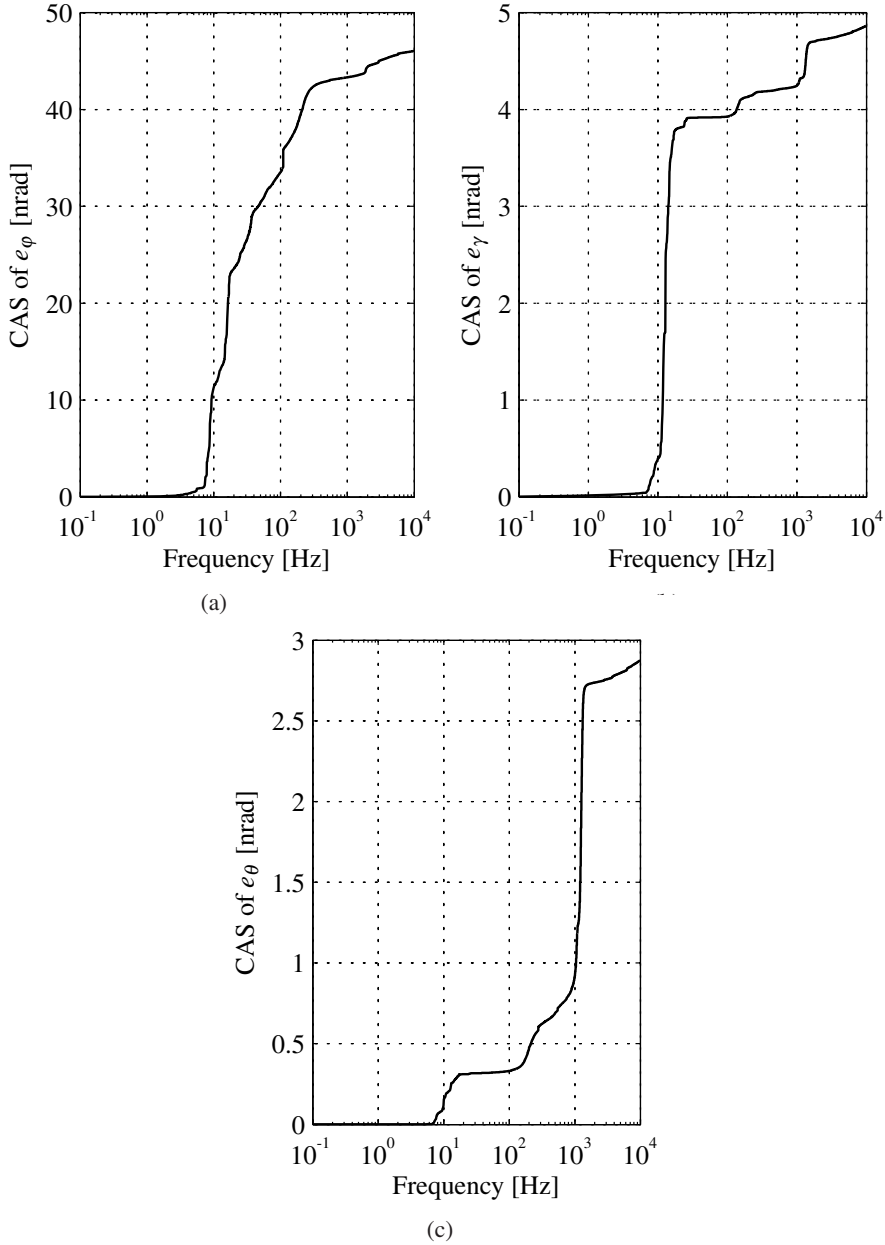 CAS of e_φ [nrad]
50
40
30
20
10
0
10^-1 10^0 10^1 10^2 10^3 10^4
Frequency [Hz]
(a)
CAS of e_γ [nrad]
5
4
3
2
1
0
10^-1 10^0 10^1 10^2 10^3 10^4
Frequency [Hz]
CAS of e_θ [nrad]
3
2.5
2
1.5
1
0.5
0
10^-1 10^0 10^1 10^2 10^3 10^4
Frequency [Hz]
(c)